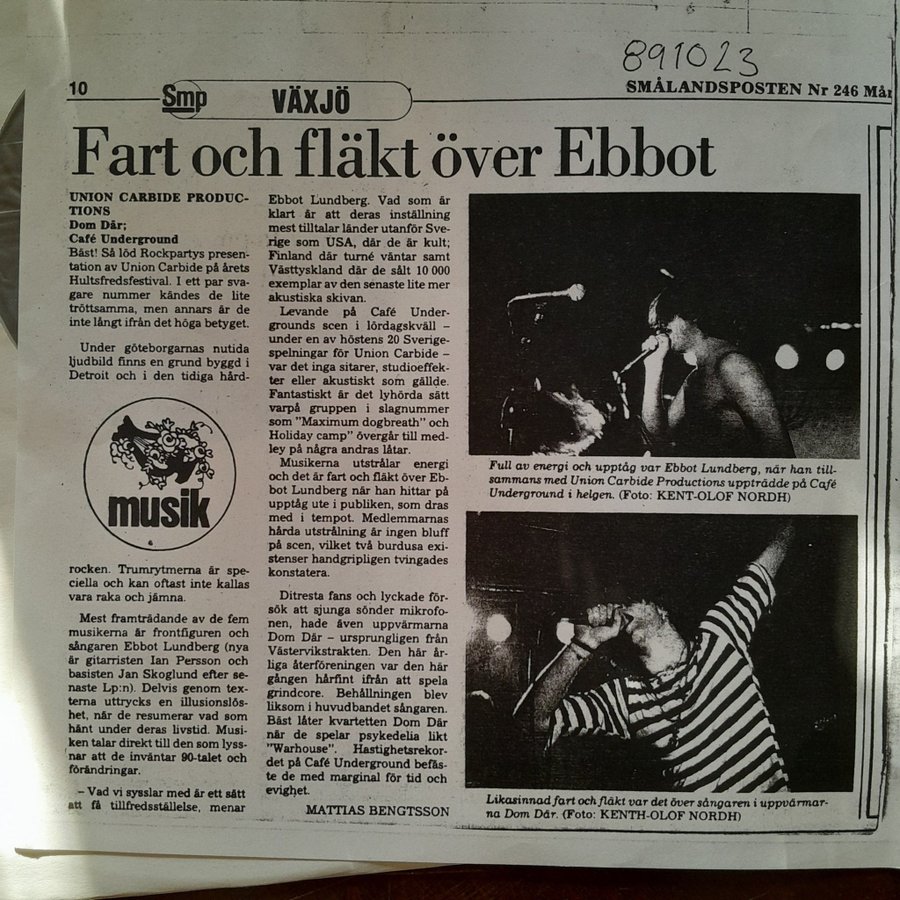 891023
10
Smp VÄXJÖ
SMÅLANDSPOSTEN Nr 246 Mån
Fart och fläkt över Ebbot
UNION CARBIDE PRODUC-
TIONS
Dom Där;
Café Underground
Bäst! Så löd Rockpartys presen-
tation av Union Carbide på årets
Hultsfredsfestival. I ett par sva-
gare nummer kändes de lite
tröttsamma, men annars är de
inte långt ifrån det höga betyget.
Under göteborgarnas nutida
ljudbild finns en grund byggd i
Detroit och i den tidiga hård-
musik
rocken. Trumrytmerna är spe-
ciella och kan oftast inte kallas
vara raka och jämna.
Mest framträdande av de fem
musikerna är frontfiguren och
sångaren Ebbot Lundberg (nya
är gitarristen Ian Persson och
basisten Jan Skoglund efter se-
naste Lp:n). Delvis genom tex-
terna uttrycks en illusionslös-
het, när de resumerar vad som
hänt under deras livstid. Musi-
ken talar direkt till den som lyss-
nar att de inväntar 90-talet och
förändringar.
– Vad vi sysslar med är ett sätt
att få tillfredsställelse, menar
Ebbot Lundberg. Vad som är
klart är att deras inställning
mest tilltalar länder utanför Sve-
rige som USA, där de är kult;
Finland där turné väntar samt
Västtyskland där de sålt 10 000
exemplar av den senaste lite mer
akustiska skivan.
Levande på Café Under-
grounds scen i lördagskväll –
under en av höstens 20 Sverige-
spelningar för Union Carbide –
var det inga sitarer, studioeffek-
ter eller akustiskt som gällde.
Fantastiskt är det lyhörda sätt
varpå gruppen i slagnummer
som "Maximum dogbreath" och
Holiday camp" övergår till med-
ley på några andras låtar.
Musikerna utstrålar energi
och det är fart och fläkt över Eb-
bot Lundberg när han hittar på
upptåg ute i publiken, som dras
med i tempot. Medlemmarnas
hårda utstrålning är ingen bluff
på scen, vilket två burdusa exi-
stenser handgripligen tvingades
konstatera.
Ditresta fans och lyckade för-
sök att sjunga sönder mikrofo-
nen, hade även uppvärmarna
Dom Där – ursprungligen från
Västervikstrakten. Den här år-
liga återföreningen var den här
gången hårfint ifrån att spela
grindcore. Behållningen blev
liksom i huvudbandet sångaren.
Bäst låter kvartetten Dom Där
när de spelar psykedelia likt
"Warhouse". Hastighetsrekor-
det på Café Underground befäs-
te de med marginal för tid och
evighet.
MATTIAS BENGTSSON
Full av energi och upptåg var Ebbot Lundberg, när han till-
sammans med Union Carbide Productions uppträdde på Café
Underground i helgen. (Foto: KENT-OLOF NORDH)
Likasinnad fart och fläkt var det över sångaren i uppvärmar-
na Dom Där. (Foto: KENTH-OLOF NORDH)